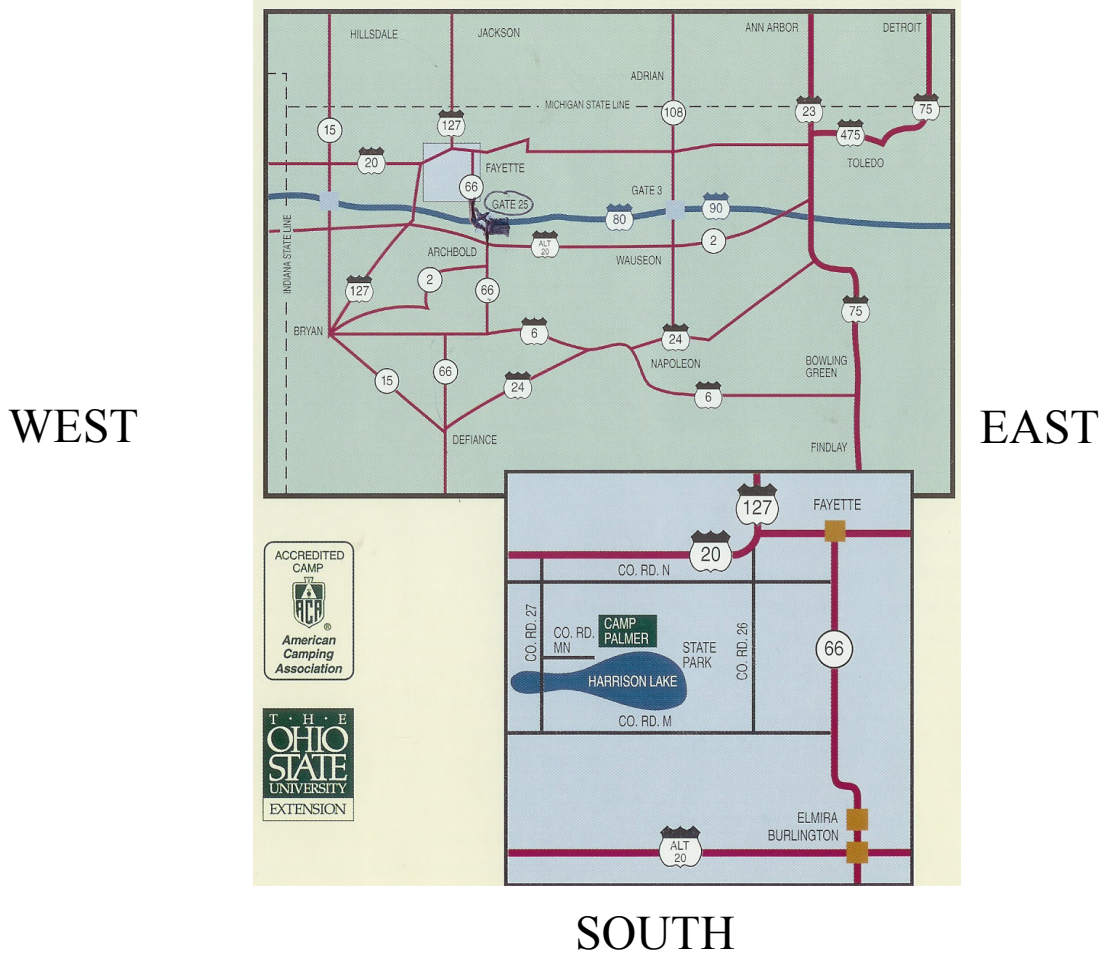 HILLSDALE
JACKSON
ANN ARBOR
DETROIT
ADRIAN
MICHIGAN STATE LINE
15
127
108
23
75
475
20
TOLEDO
FAYETTE
66
GATE 25
GATE 3
80
90
INDIANA STATE LINE
ARCHBOLD
ALT
20
2
WAUSEON
127
2
66
75
BRYAN
6
24
NAPOLEON
BOWLING
GREEN
15
66
24
6
DEFIANCE
FINDLAY
WEST
EAST
127
FAYETTE
20
CO. RD. N
CO. RD. 27
CO. RD.
MN
CAMP
PALMER
STATE
PARK
CO. RD. 26
66
HARRISON LAKE
CO. RD. M
ELMIRA
BURLINGTON
ALT
20
ACCREDITED
CAMP
ACA
®
American
Camping
Association
T · H · E
OHIO
STATE
UNIVERSITY
EXTENSION
SOUTH